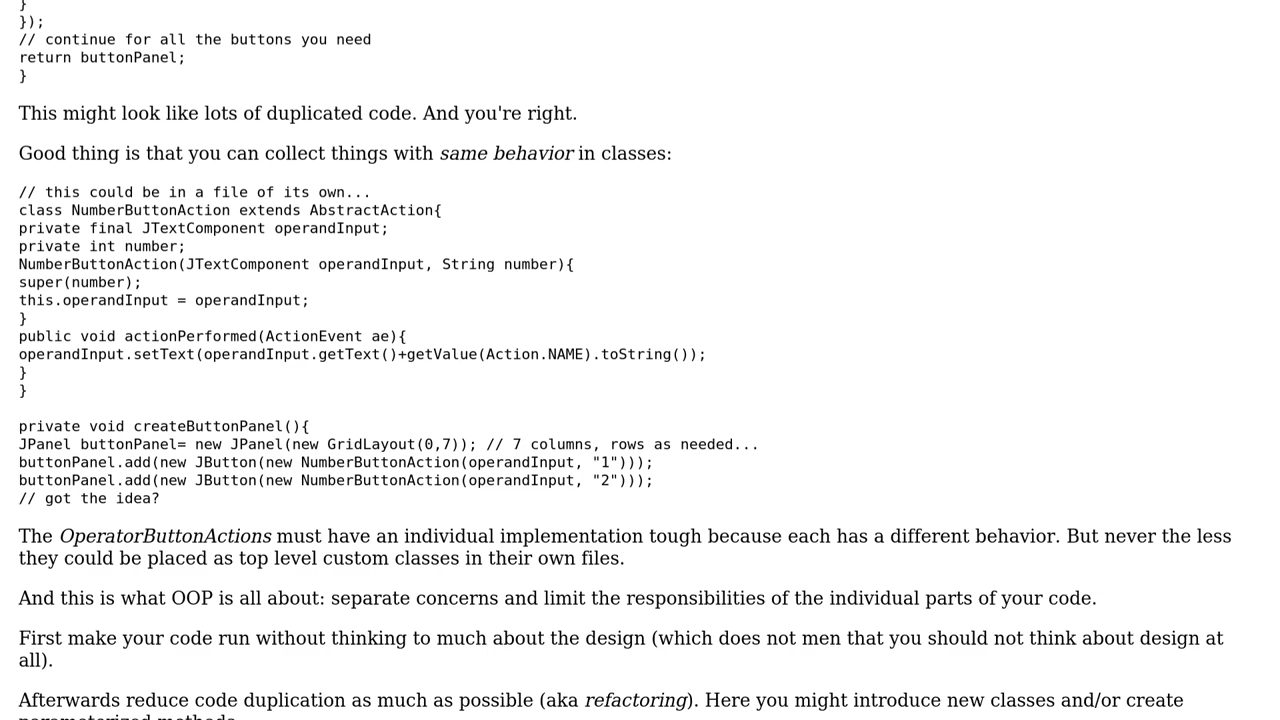 }
});
// continue for all the buttons you need
return buttonPanel;
}
This might look like lots of duplicated code. And you're right.
Good thing is that you can collect things with same behavior in classes:
// this could be in a file of its own...
class NumberButtonAction extends AbstractAction{
private final JTextComponent operandInput;
private int number;
NumberButtonAction(JTextComponent operandInput, String number){
super(number);
this.operandInput = operandInput;
}
public void actionPerformed(ActionEvent ae){
operandInput.setText(operandInput.getText()+getValue(Action.NAME).toString());
}
}
private void createButtonPanel(){
JPanel buttonPanel= new JPanel(new GridLayout(0,7)); // 7 columns, rows as needed...
buttonPanel.add(new JButton(new NumberButtonAction(operandInput, "1")));
buttonPanel.add(new JButton(new NumberButtonAction(operandInput, "2")));
// got the idea?
The OperatorButtonActions must have an individual implementation tough because each has a different behavior. But never the less
they could be placed as top level custom classes in their own files.
And this is what OOP is all about: separate concerns and limit the responsibilities of the individual parts of your code.
First make your code run without thinking to much about the design (which does not men that you should not think about design at
all).
Afterwards reduce code duplication as much as possible (aka refactoring). Here you might introduce new classes and/or create
parameterized methods.